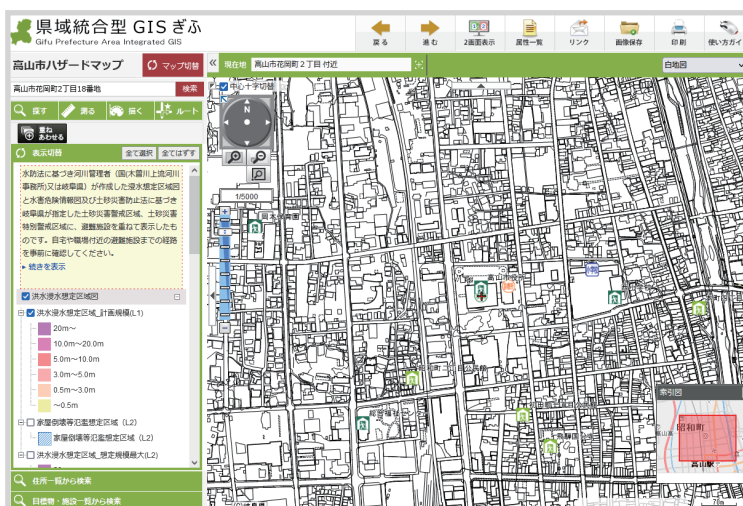 県域統合型GISぎふ
Gifu Prefecture Area Integrated GIS
戻る
進む
2画面表示
属性一覧
リンク
画像保存
印刷
使い方ガイ
高山市ハザードマップ
マップ切替
現在地
高山市花岡町2丁目 付近
白地図
高山市花岡町2丁目18番地
検索
探す
測る
描く
ルート
重ね
あわせる
表示切替
全て選択
全てはずす
水防法に基づき河川管理者(国(木曽川上流河川
事務所)又は岐阜県)が作成した浸水想定区域図
と水害危険情報図及び土砂災害防止法に基づき
岐阜県が指定した土砂災害警戒区域、土砂災害
特別警戒区域に、避難施設を重ねて表示したも
のです。自宅や職場付近の避難施設までの経路
を事前に確認してください。
続きを表示
洪水浸水想定区域図
洪水浸水想定区域_計画規模(L1)
20m~
10.0m~20.0m
5.0m~10.0m
3.0m~5.0m
0.5m~3.0m
~0.5m
家屋倒壊等氾濫想定区域 (L2)
家屋倒壊等氾濫想定区域 (L2)
洪水浸水想定区域_想定規模最大(L2)
住所一覧から検索
目標物・施設一覧から検索
中心十字切替
1/5000
高山市役所
索引図
昭和町
高山駅
70m